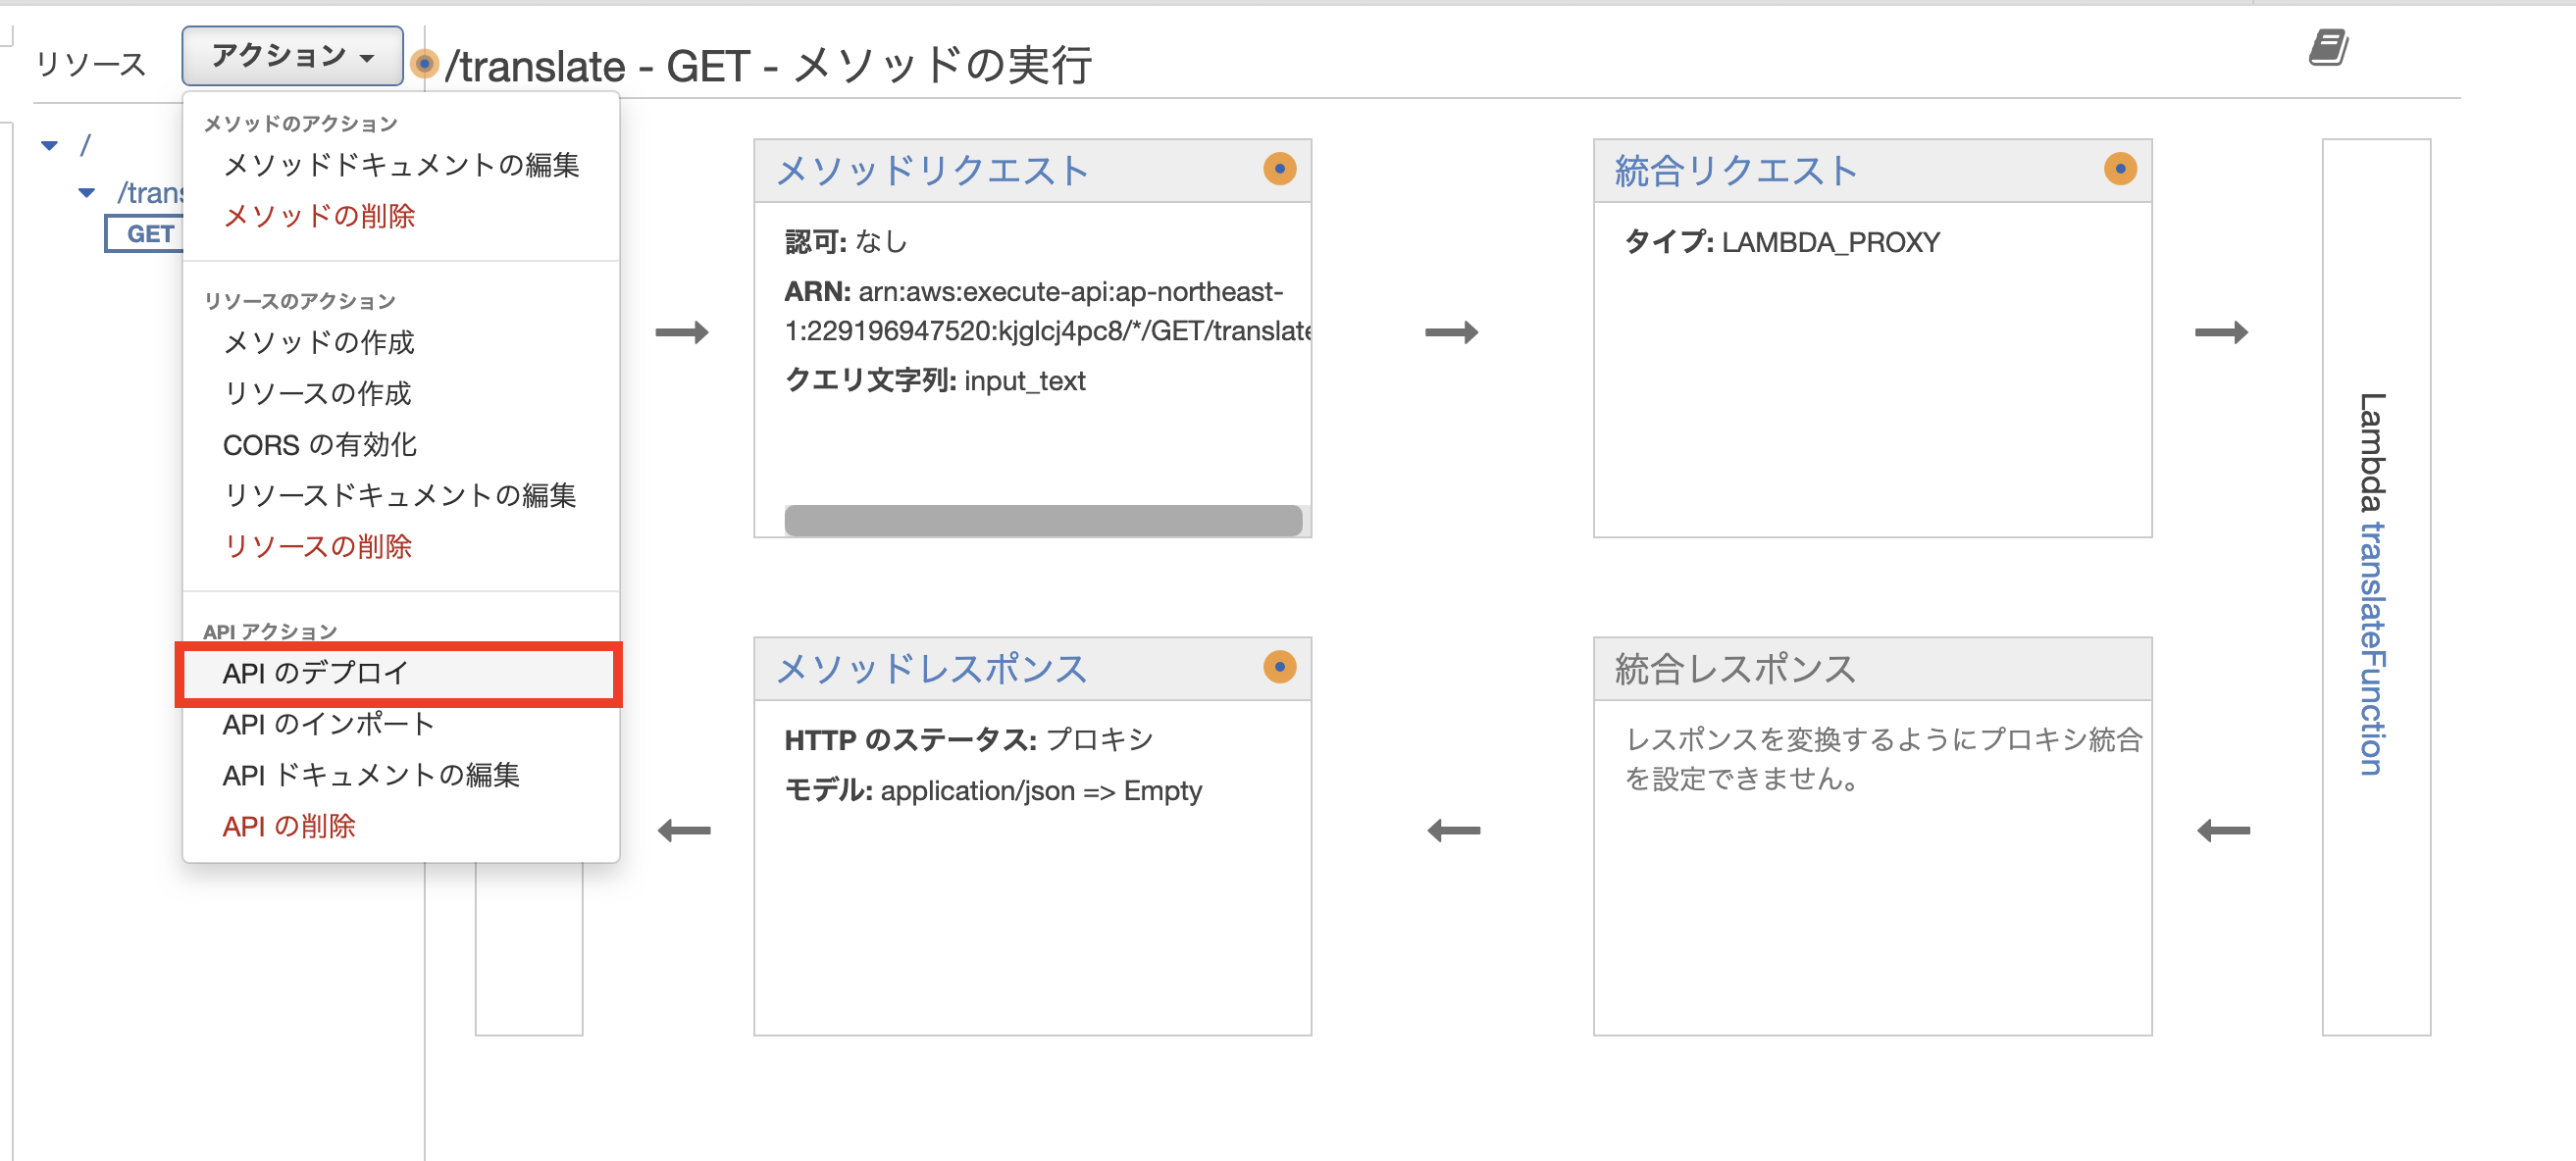 リソース
アクション
/translate - GET - メソッドの実行
/
/trans
GET
メソッドのアクション
メソッドドキュメントの編集
メソッドの削除
リソースのアクション
メソッドの作成
リソースの作成
CORS の有効化
リソースドキュメントの編集
リソースの削除
API アクション
API のデプロイ
API のインポート
API ドキュメントの編集
API の削除
メソッドリクエスト
認可: なし
ARN: arn:aws:execute-api:ap-northeast-
1:229196947520:kjglcj4pc8/*/GET/translate
クエリ文字列: input_text
統合リクエスト
タイプ: LAMBDA_PROXY
Lambda translateFunction
メソッドレスポンス
HTTP のステータス: プロキシ
モデル: application/json => Empty
統合レスポンス
レスポンスを変換するようにプロキシ統合
を設定できません。